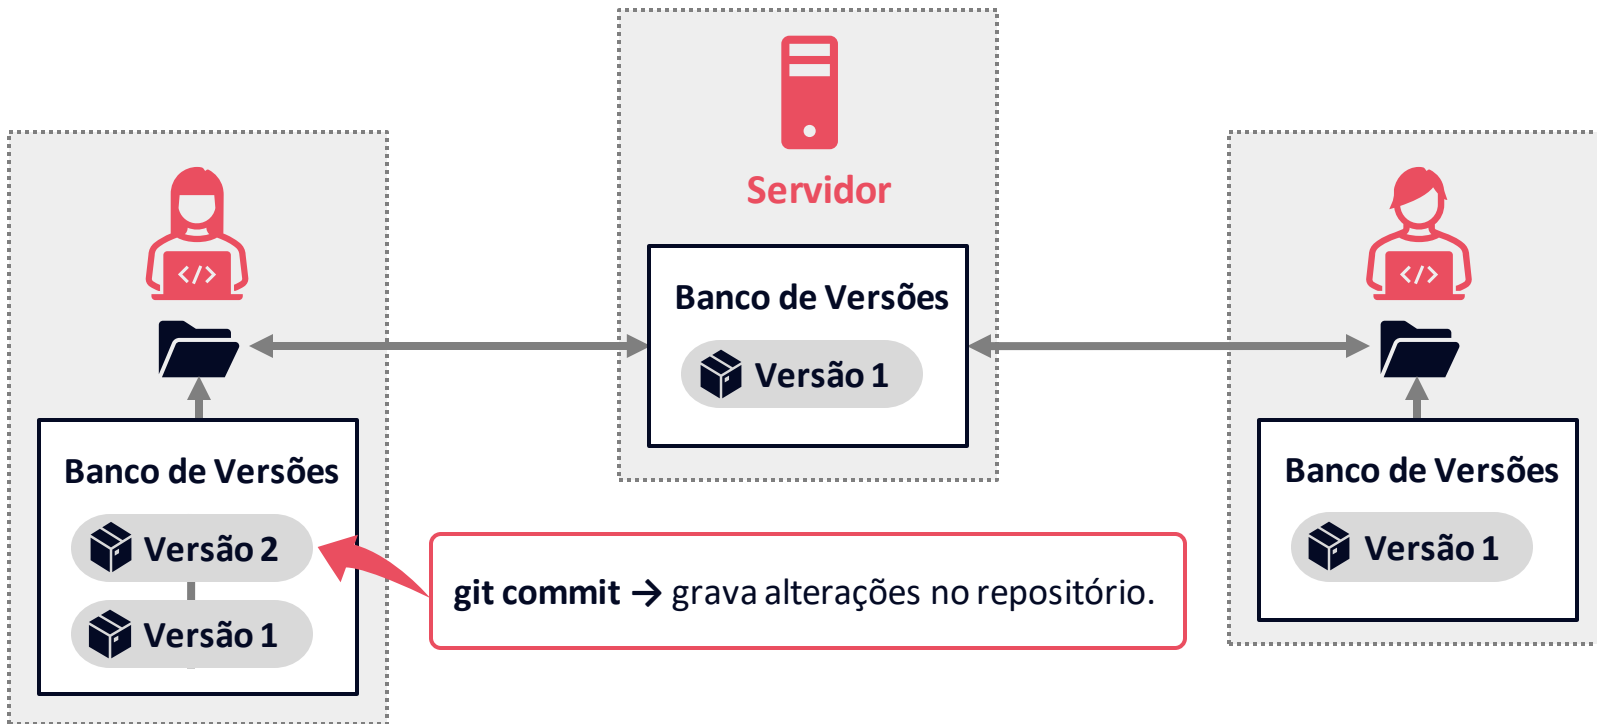 Servidor
Banco de Versões
Versão 1
</>
Banco de Versões
Versão 2
Versão 1
git commit → grava alterações no repositório.
</>
Banco de Versões
Versão 1